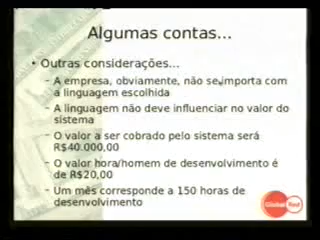 Algumas contas...
• Outras considerações...
– A empresa, obviamente, não se importa com
a linguagem escolhida
– A linguagem não deve influenciar no valor do
sistema
– O valor a ser cobrado pelo sistema será
R$40.000,00
– O valor hora/homem de desenvolvimento é
de R$20,00
– Um mês corresponde a 150 horas de
desenvolvimento
Global Red